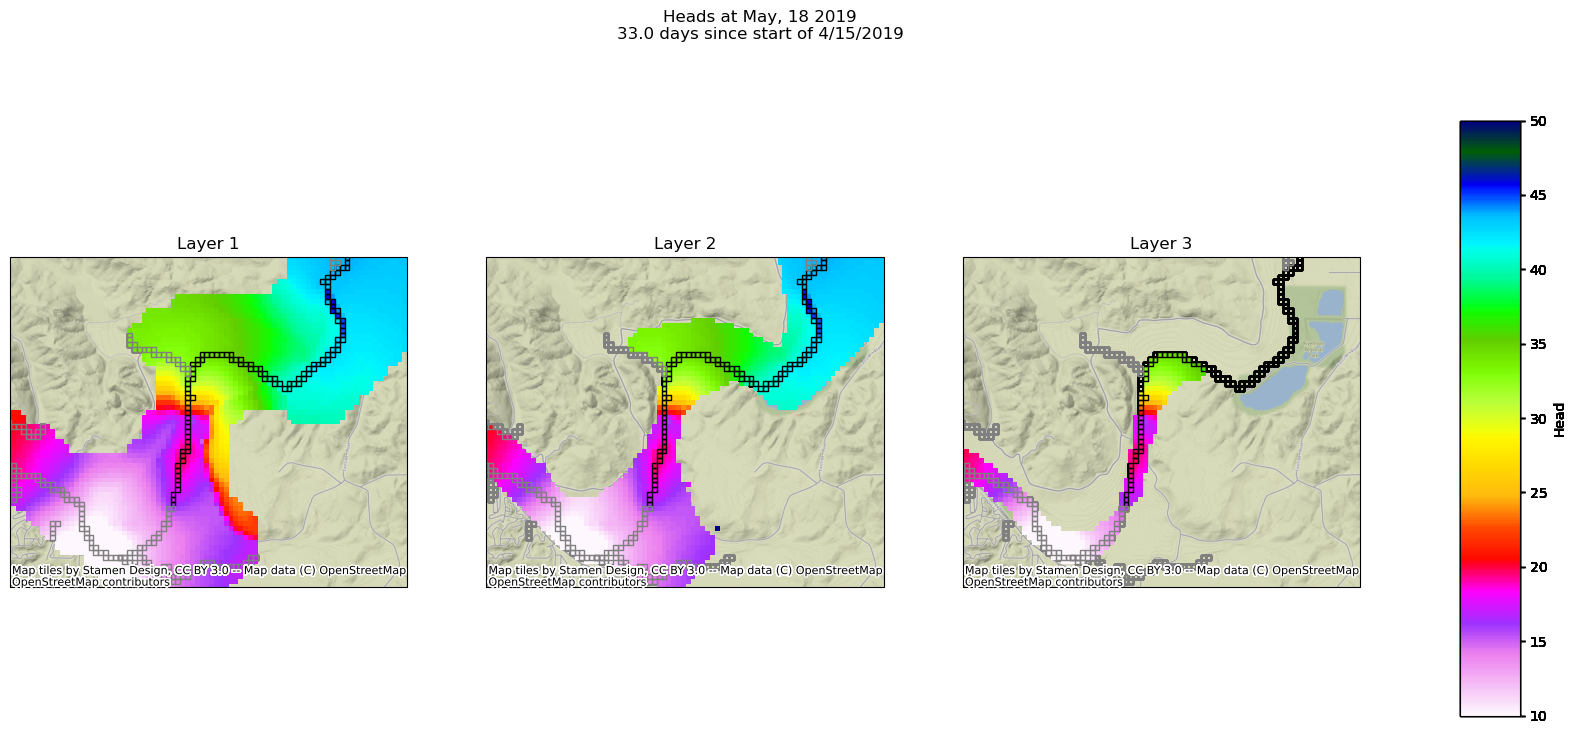 Heads at May, 18 2019
33.0 days since start of 4/15/2019
Layer 1
Layer 2
Layer 3
Map tiles by Stamen Design, CC BY 3.0 -- Map data (C) OpenStreetMap
OpenStreetMap contributors
Map tiles by Stamen Design, CC BY 3.0 -- Map data (C) OpenStreetMap
OpenStreetMap contributors
Map tiles by Stamen Design, CC BY 3.0 -- Map data (C) OpenStreetMap
OpenStreetMap contributors
50
45
40
35
30
25
20
15
10
Head